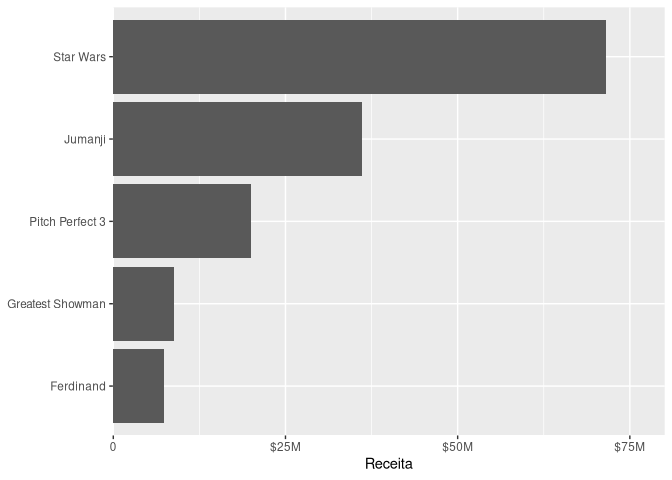 Star Wars
Jumanji
Pitch Perfect 3
Greatest Showman
Ferdinand
0 $25M $50M $75M
Receita